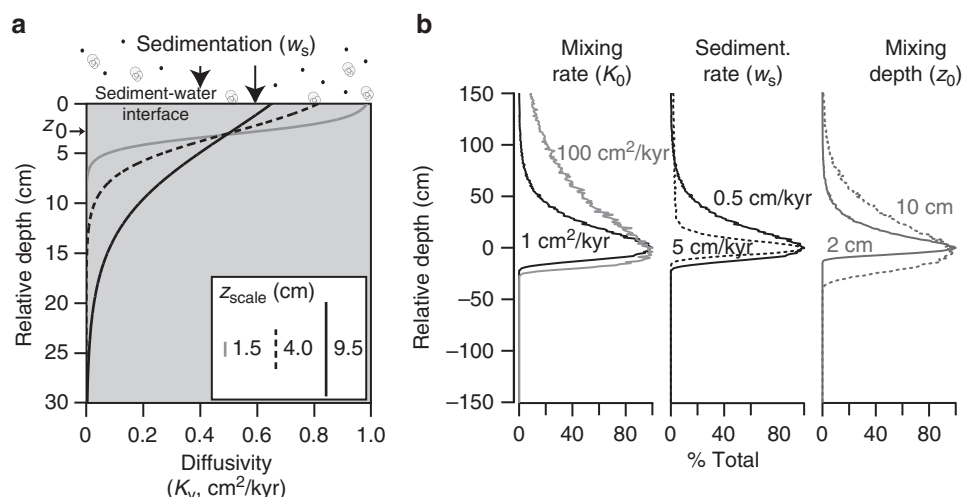 a
Sedimentation (wₛ)
Sediment-water
interface
0
z₀
5
10
15
20
25
30
Relative depth (cm)
z_scale (cm)
1.5 4.0 9.5
0 0.2 0.4 0.6 0.8 1.0
Diffusivity
(Kᵥ, cm²/kyr)
b
Mixing
rate (K₀)
Sediment.
rate (wₛ)
Mixing
depth (z₀)
150
100
50
0
−50
−100
−150
Relative depth (cm)
100 cm²/kyr
1 cm²/kyr
0.5 cm/kyr
5 cm/kyr
10 cm
2 cm
0 40 80
0 40 80
0 40 80
% Total